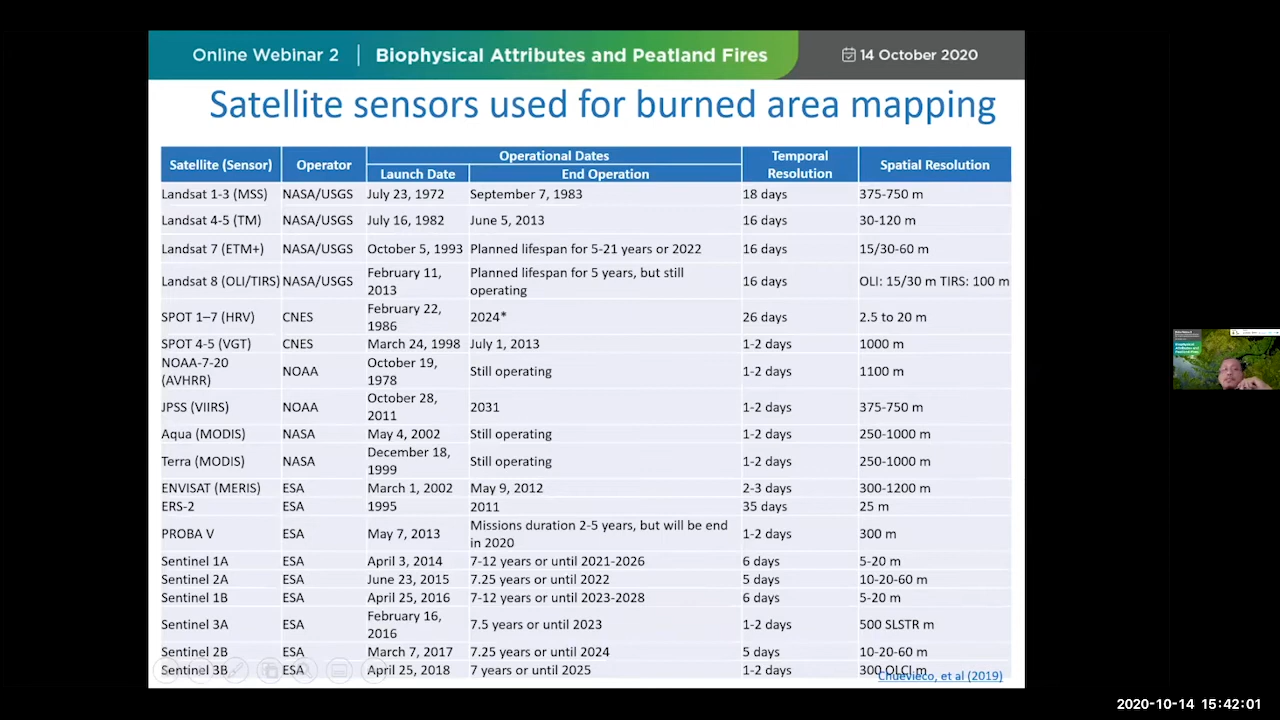 Online Webinar 2 | Biophysical Attributes and Peatland Fires 14 October 2020
Satellite sensors used for burned area mapping
Satellite (Sensor) Operator Operational Dates Temporal Resolution Spatial Resolution
Launch Date End Operation
Landsat 1-3 (MSS) NASA/USGS July 23, 1972 September 7, 1983 18 days 375-750 m
Landsat 4-5 (TM) NASA/USGS July 16, 1982 June 5, 2013 16 days 30-120 m
Landsat 7 (ETM+) NASA/USGS October 5, 1993 Planned lifespan for 5-21 years or 2022 16 days 15/30-60 m
Landsat 8 (OLI/TIRS) NASA/USGS February 11, 2013 Planned lifespan for 5 years, but still operating 16 days OLI: 15/30 m TIRS: 100 m
SPOT 1–7 (HRV) CNES February 22, 1986 2024* 26 days 2.5 to 20 m
SPOT 4-5 (VGT) CNES March 24, 1998 July 1, 2013 1-2 days 1000 m
NOAA-7-20 (AVHRR) NOAA October 19, 1978 Still operating 1-2 days 1100 m
JPSS (VIIRS) NOAA October 28, 2011 2031 1-2 days 375-750 m
Aqua (MODIS) NASA May 4, 2002 Still operating 1-2 days 250-1000 m
Terra (MODIS) NASA December 18, 1999 Still operating 1-2 days 250-1000 m
ENVISAT (MERIS) ESA March 1, 2002 May 9, 2012 2-3 days 300-1200 m
ERS-2 ESA 1995 2011 35 days 25 m
PROBA V ESA May 7, 2013 Missions duration 2-5 years, but will be end in 2020 1-2 days 300 m
Sentinel 1A ESA April 3, 2014 7-12 years or until 2021-2026 6 days 5-20 m
Sentinel 2A ESA June 23, 2015 7.25 years or until 2022 5 days 10-20-60 m
Sentinel 1B ESA April 25, 2016 7-12 years or until 2023-2028 6 days 5-20 m
Sentinel 3A ESA February 16, 2016 7.5 years or until 2023 1-2 days 500 SLSTR m
Sentinel 2B ESA March 7, 2017 7.25 years or until 2024 5 days 10-20-60 m
Sentinel 3B ESA April 25, 2018 7 years or until 2025 1-2 days 300 OLCI m
Chuevieco, et al (2019)
2020-10-14 15:42:01